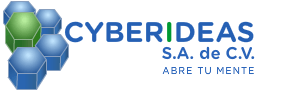 CYBERIDEAS
S.A. de C.V.
ABRE TU MENTE